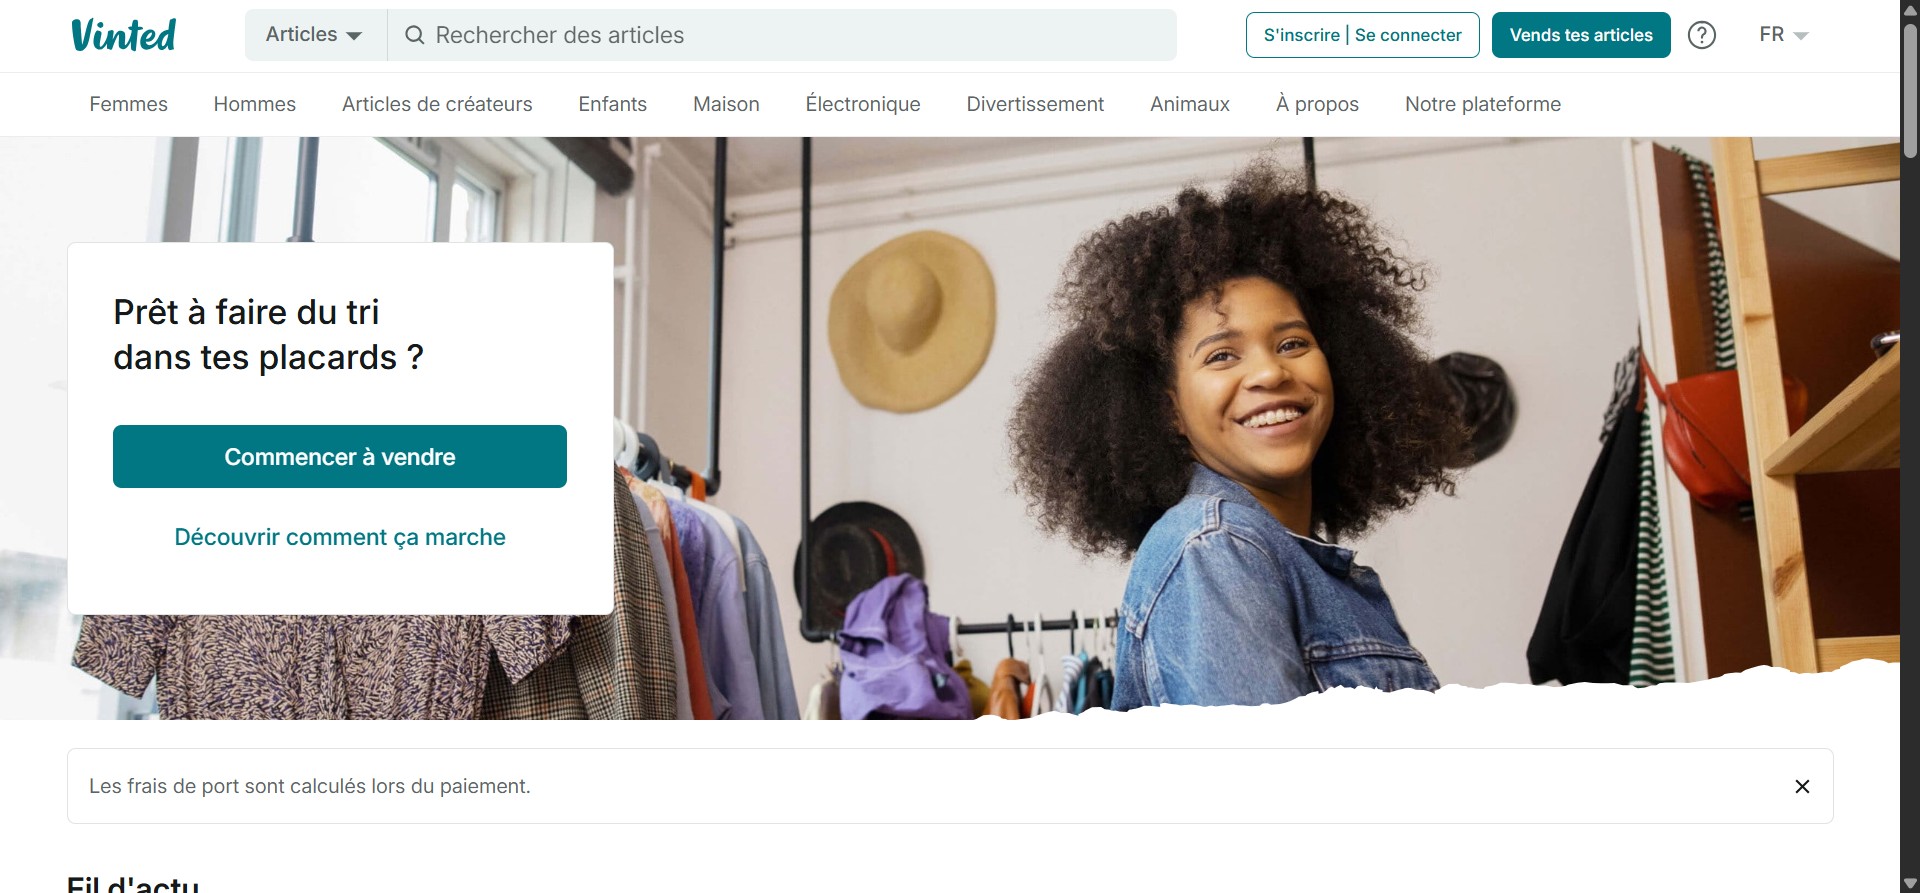 Vinted
Articles
Rechercher des articles
S'inscrire | Se connecter
Vends tes articles
?
FR
Femmes
Hommes
Articles de créateurs
Enfants
Maison
Électronique
Divertissement
Animaux
À propos
Notre plateforme
Prêt à faire du tri
dans tes placards ?
Commencer à vendre
Découvrir comment ça marche
Les frais de port sont calculés lors du paiement.
Fil d'actu